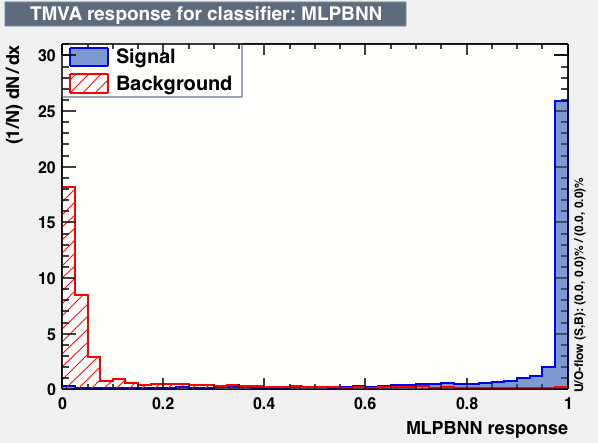 TMVA response for classifier: MLPBNN
(1/N) dN / dx
Signal
Background
30
25
20
15
10
5
0
0 0.2 0.4 0.6 0.8 1
MLPBNN response
U/O-flow (S,B): (0.0, 0.0)% / (0.0, 0.0)%